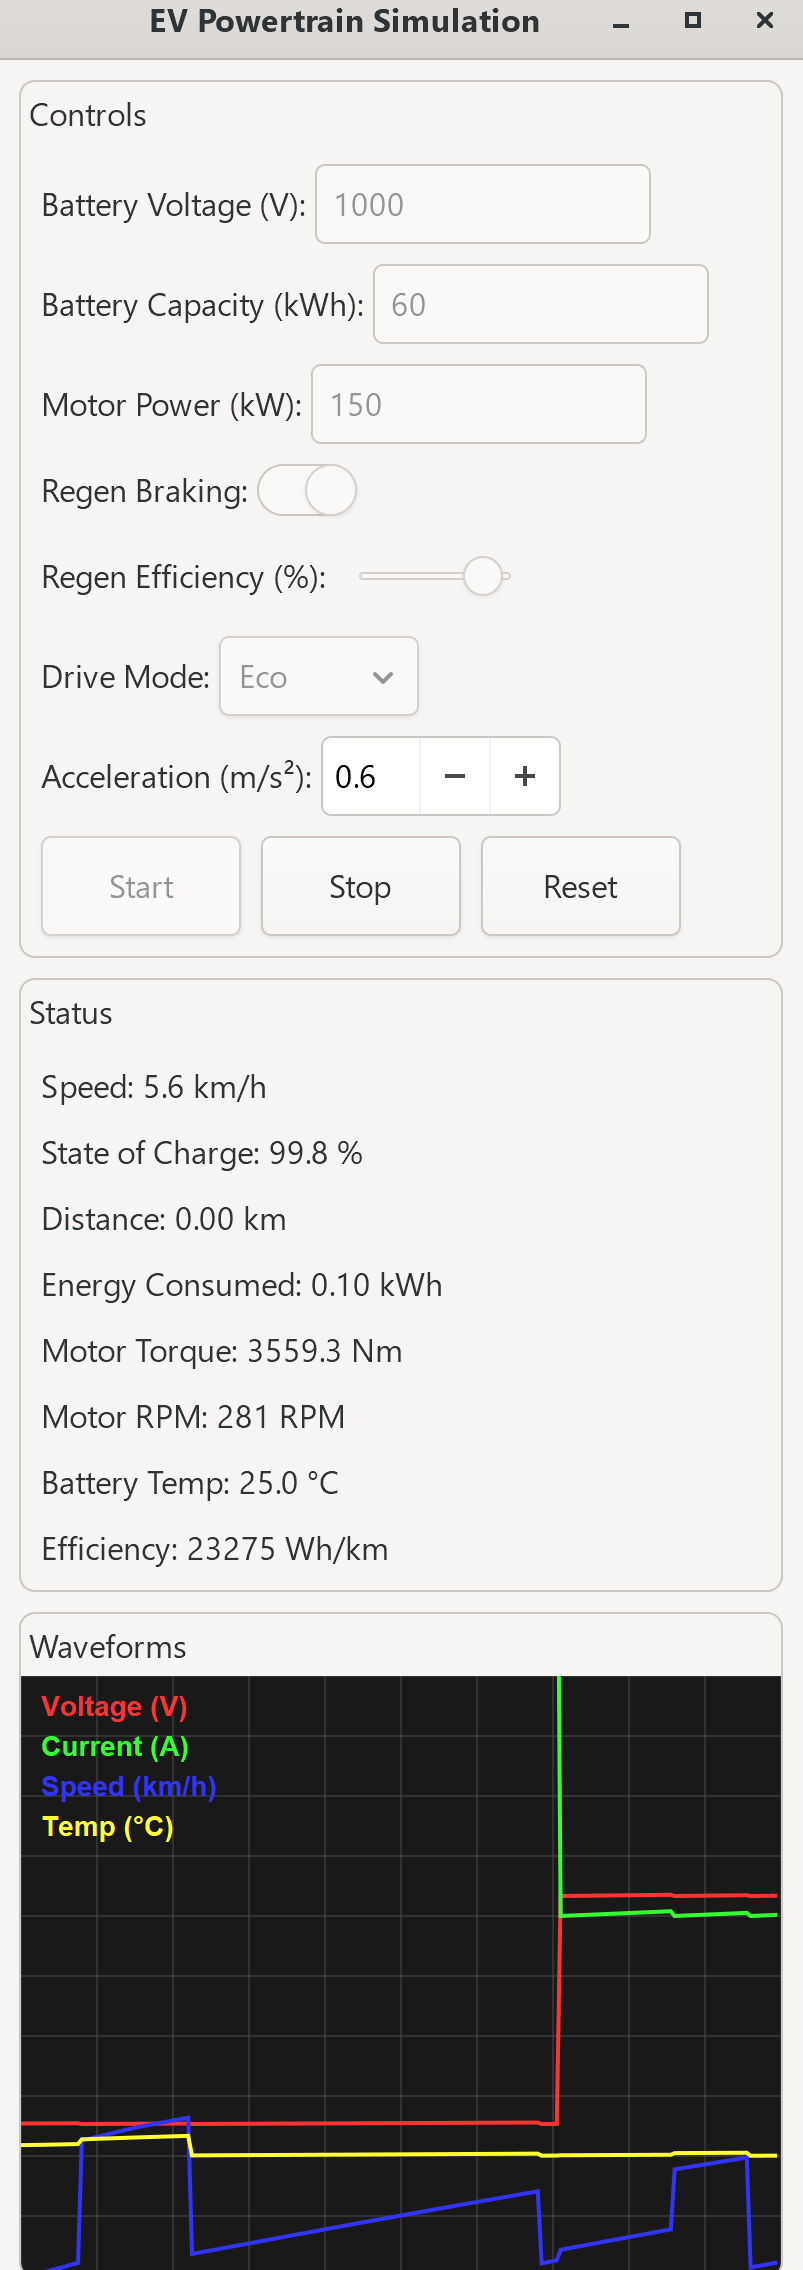 EV Powertrain Simulation
Controls
Battery Voltage (V): 1000
Battery Capacity (kWh): 60
Motor Power (kW): 150
Regen Braking:
Regen Efficiency (%):
Drive Mode: Eco
Acceleration (m/s²): 0.6 − +
Start Stop Reset
Status
Speed: 5.6 km/h
State of Charge: 99.8 %
Distance: 0.00 km
Energy Consumed: 0.10 kWh
Motor Torque: 3559.3 Nm
Motor RPM: 281 RPM
Battery Temp: 25.0 °C
Efficiency: 23275 Wh/km
Waveforms
Voltage (V)
Current (A)
Speed (km/h)
Temp (°C)